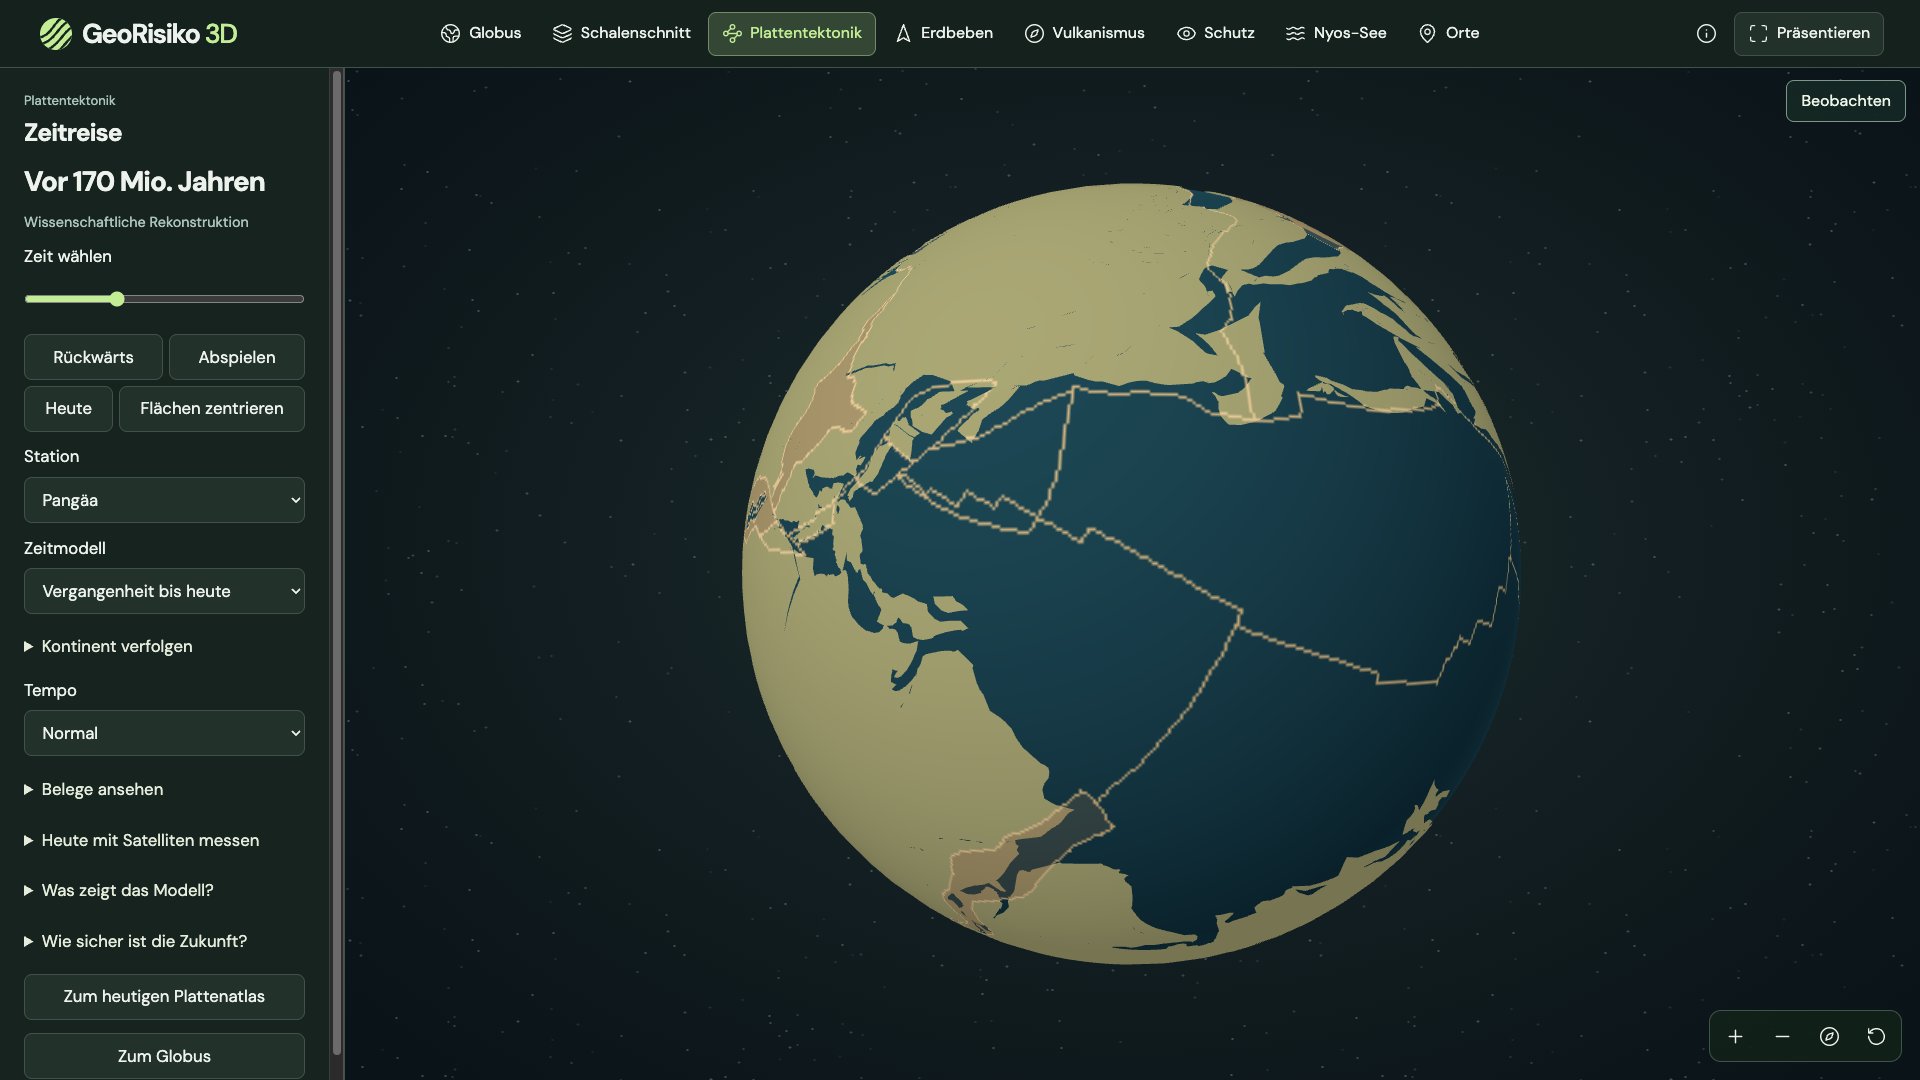 GeoRisiko 3D
Globus
Schalenschnitt
Plattentektonik
Erdbeben
Vulkanismus
Schutz
Nyos-See
Orte
Präsentieren
Beobachten
Plattentektonik
Zeitreise
Vor 170 Mio. Jahren
Wissenschaftliche Rekonstruktion
Zeit wählen
Rückwärts
Abspielen
Heute
Flächen zentrieren
Station
Pangäa
Zeitmodell
Vergangenheit bis heute
Kontinent verfolgen
Tempo
Normal
Belege ansehen
Heute mit Satelliten messen
Was zeigt das Modell?
Wie sicher ist die Zukunft?
Zum heutigen Plattenatlas
Zum Globus